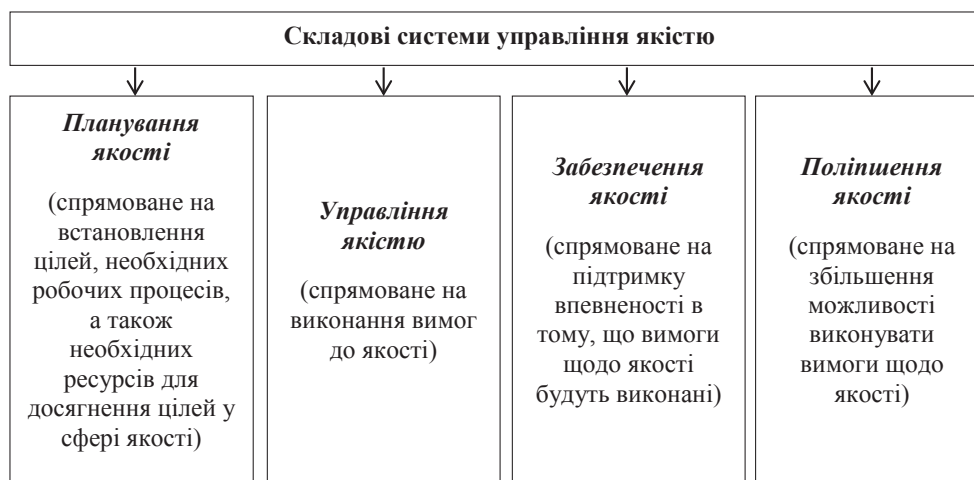 Складові системи управління якістю
Планування
якості
(спрямоване на
встановлення
цілей, необхідних
робочих процесів,
а також
необхідних
ресурсів для
досягнення цілей у
сфері якості)
Управління
якістю
(спрямоване на
виконання вимог
до якості)
Забезпечення
якості
(спрямоване на
підтримку
впевненості в
тому, що вимоги
щодо якості
будуть виконані)
Поліпшення
якості
(спрямоване на
збільшення
можливості
виконувати
вимоги щодо
якості)